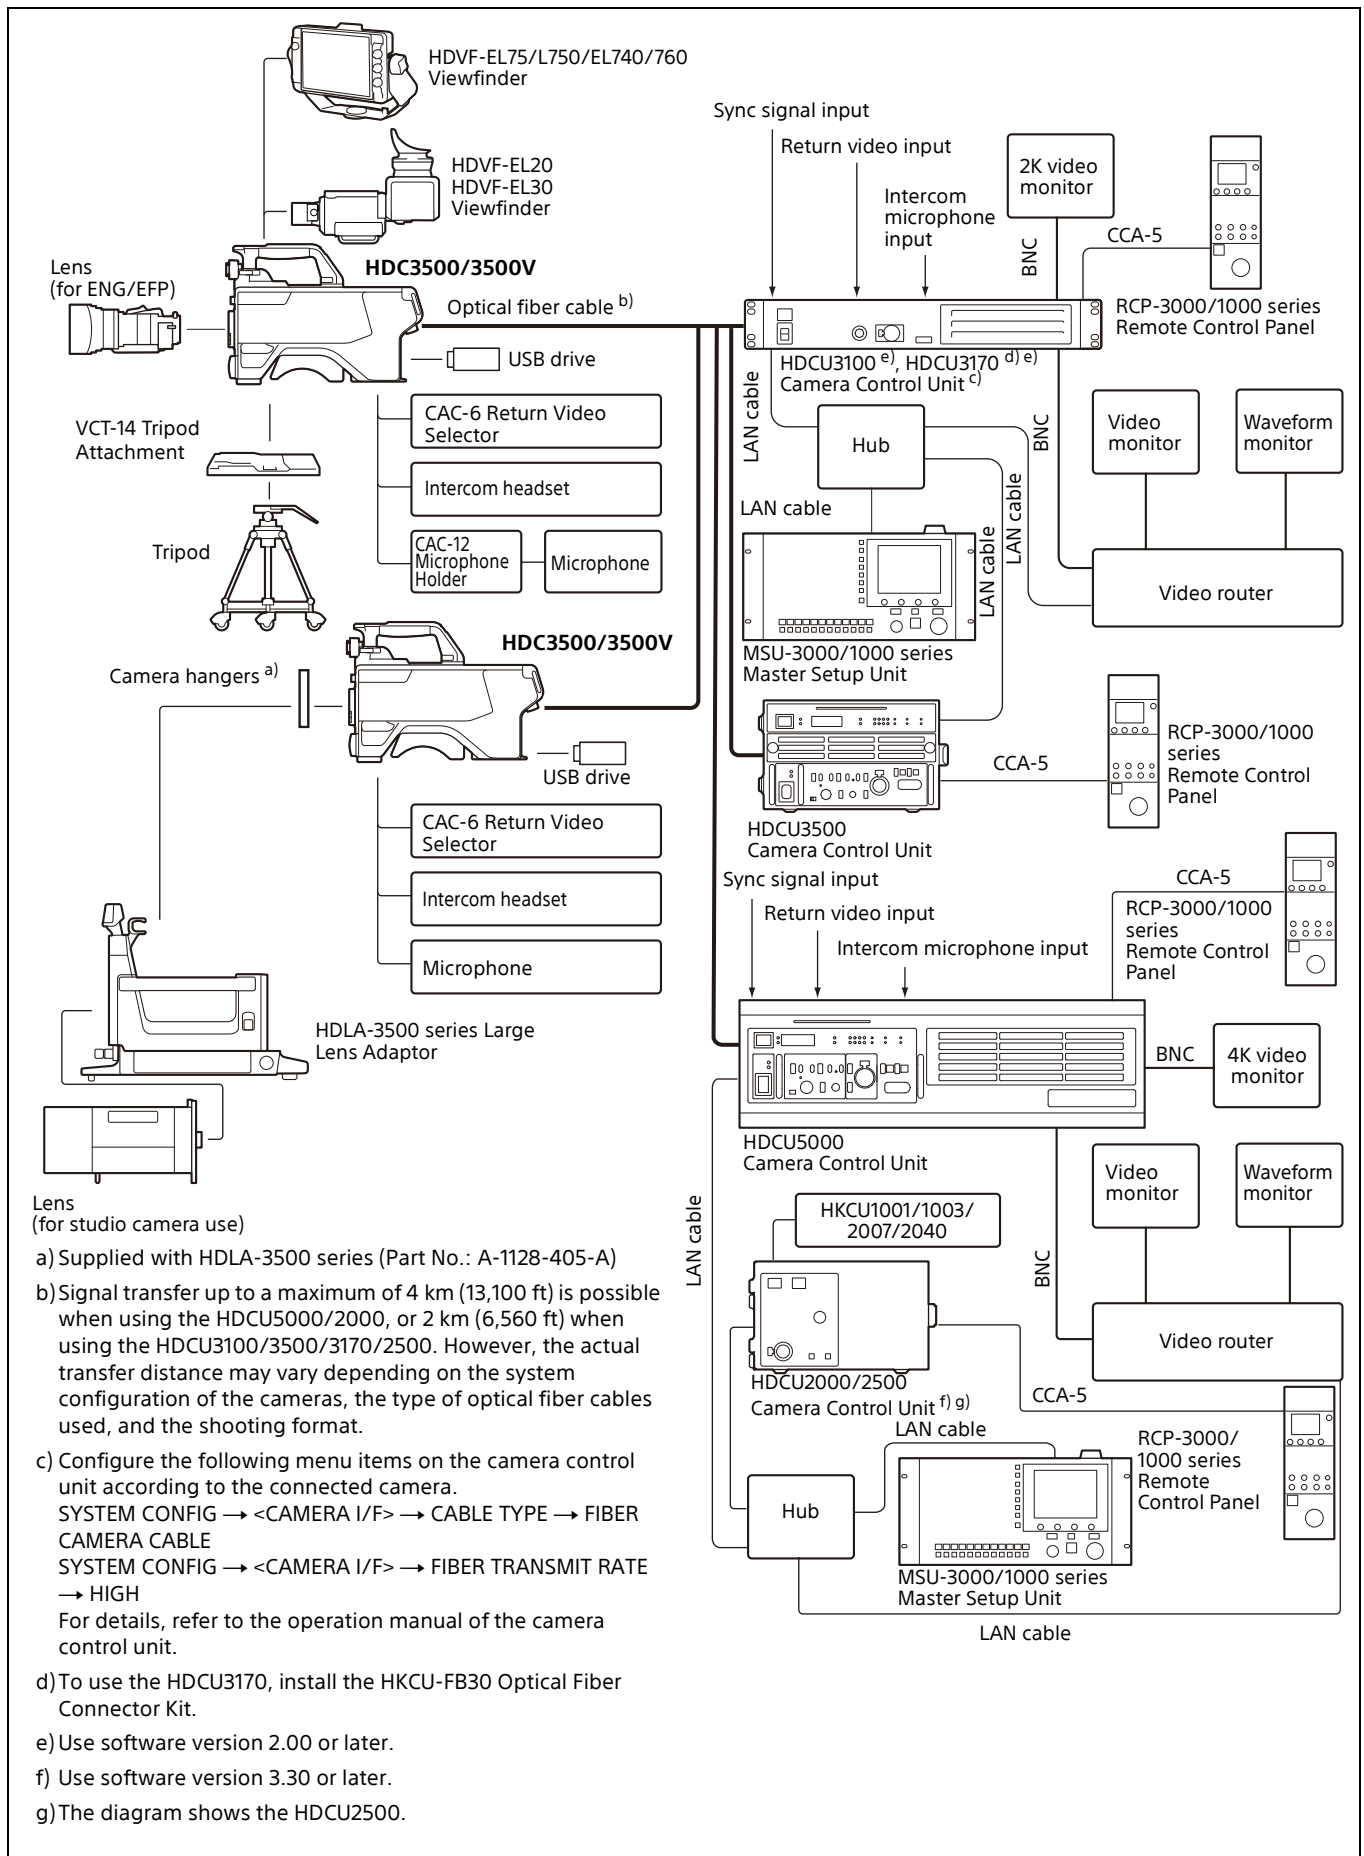 HDVF-EL75/L750/EL740/760
Viewfinder
HDVF-EL20
HDVF-EL30
Viewfinder
Lens
(for ENG/EFP)
HDC3500/3500V
Optical fiber cable b)
USB drive
CAC-6 Return Video
Selector
Intercom headset
CAC-12
Microphone
Holder
Microphone
VCT-14 Tripod
Attachment
Tripod
HDC3500/3500V
Camera hangers a)
USB drive
CAC-6 Return Video
Selector
Intercom headset
Microphone
HDLA-3500 series Large
Lens Adaptor
Lens
(for studio camera use)
Sync signal input
Return video input
Intercom
microphone
input
2K video
monitor
BNC
CCA-5
RCP-3000/1000 series
Remote Control Panel
HDCU3100 e), HDCU3170 d) e)
Camera Control Unit c)
LAN cable
Hub
BNC
Video
monitor
Waveform
monitor
LAN cable
LAN cable
LAN cable
Video router
MSU-3000/1000 series
Master Setup Unit
CCA-5
RCP-3000/1000
series
Remote Control
Panel
HDCU3500
Camera Control Unit
Sync signal input
Return video input
Intercom microphone input
CCA-5
RCP-3000/1000
series
Remote Control
Panel
BNC
4K video
monitor
HDCU5000
Camera Control Unit
LAN cable
HKCU1001/1003/
2007/2040
BNC
Video
monitor
Waveform
monitor
Video router
HDCU2000/2500
Camera Control Unit f) g)
CCA-5
LAN cable
RCP-3000/
1000 series
Remote
Control Panel
Hub
MSU-3000/1000 series
Master Setup Unit
LAN cable
a) Supplied with HDLA-3500 series (Part No.: A-1128-405-A)
b) Signal transfer up to a maximum of 4 km (13,100 ft) is possible
when using the HDCU5000/2000, or 2 km (6,560 ft) when
using the HDCU3100/3500/3170/2500. However, the actual
transfer distance may vary depending on the system
configuration of the cameras, the type of optical fiber cables
used, and the shooting format.
c) Configure the following menu items on the camera control
unit according to the connected camera.
SYSTEM CONFIG → <CAMERA I/F> → CABLE TYPE → FIBER
CAMERA CABLE
SYSTEM CONFIG → <CAMERA I/F> → FIBER TRANSMIT RATE
→ HIGH
For details, refer to the operation manual of the camera
control unit.
d) To use the HDCU3170, install the HKCU-FB30 Optical Fiber
Connector Kit.
e) Use software version 2.00 or later.
f) Use software version 3.30 or later.
g) The diagram shows the HDCU2500.